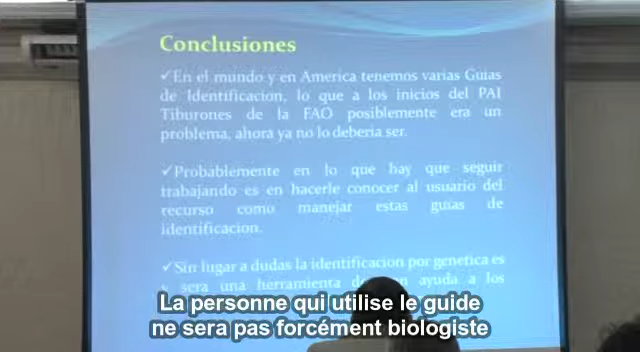 Conclusiones
✓En el mundo y en America tenemos varias Guias
de Identificacion, lo que a los inicios del PAI
Tiburones de la FAO posiblemente era un
problema, ahora ya no lo deberia ser.
✓Probablemente en lo que hay que seguir
trabajando es en hacerle conocer al usuario del
recurso como manejar estas guias de
identificacion.
✓Sin lugar a dudas la identificacion por genetica es
sera una herramienta ayuda a los
La personne qui utilise le guide
ne sera pas forcément biologiste